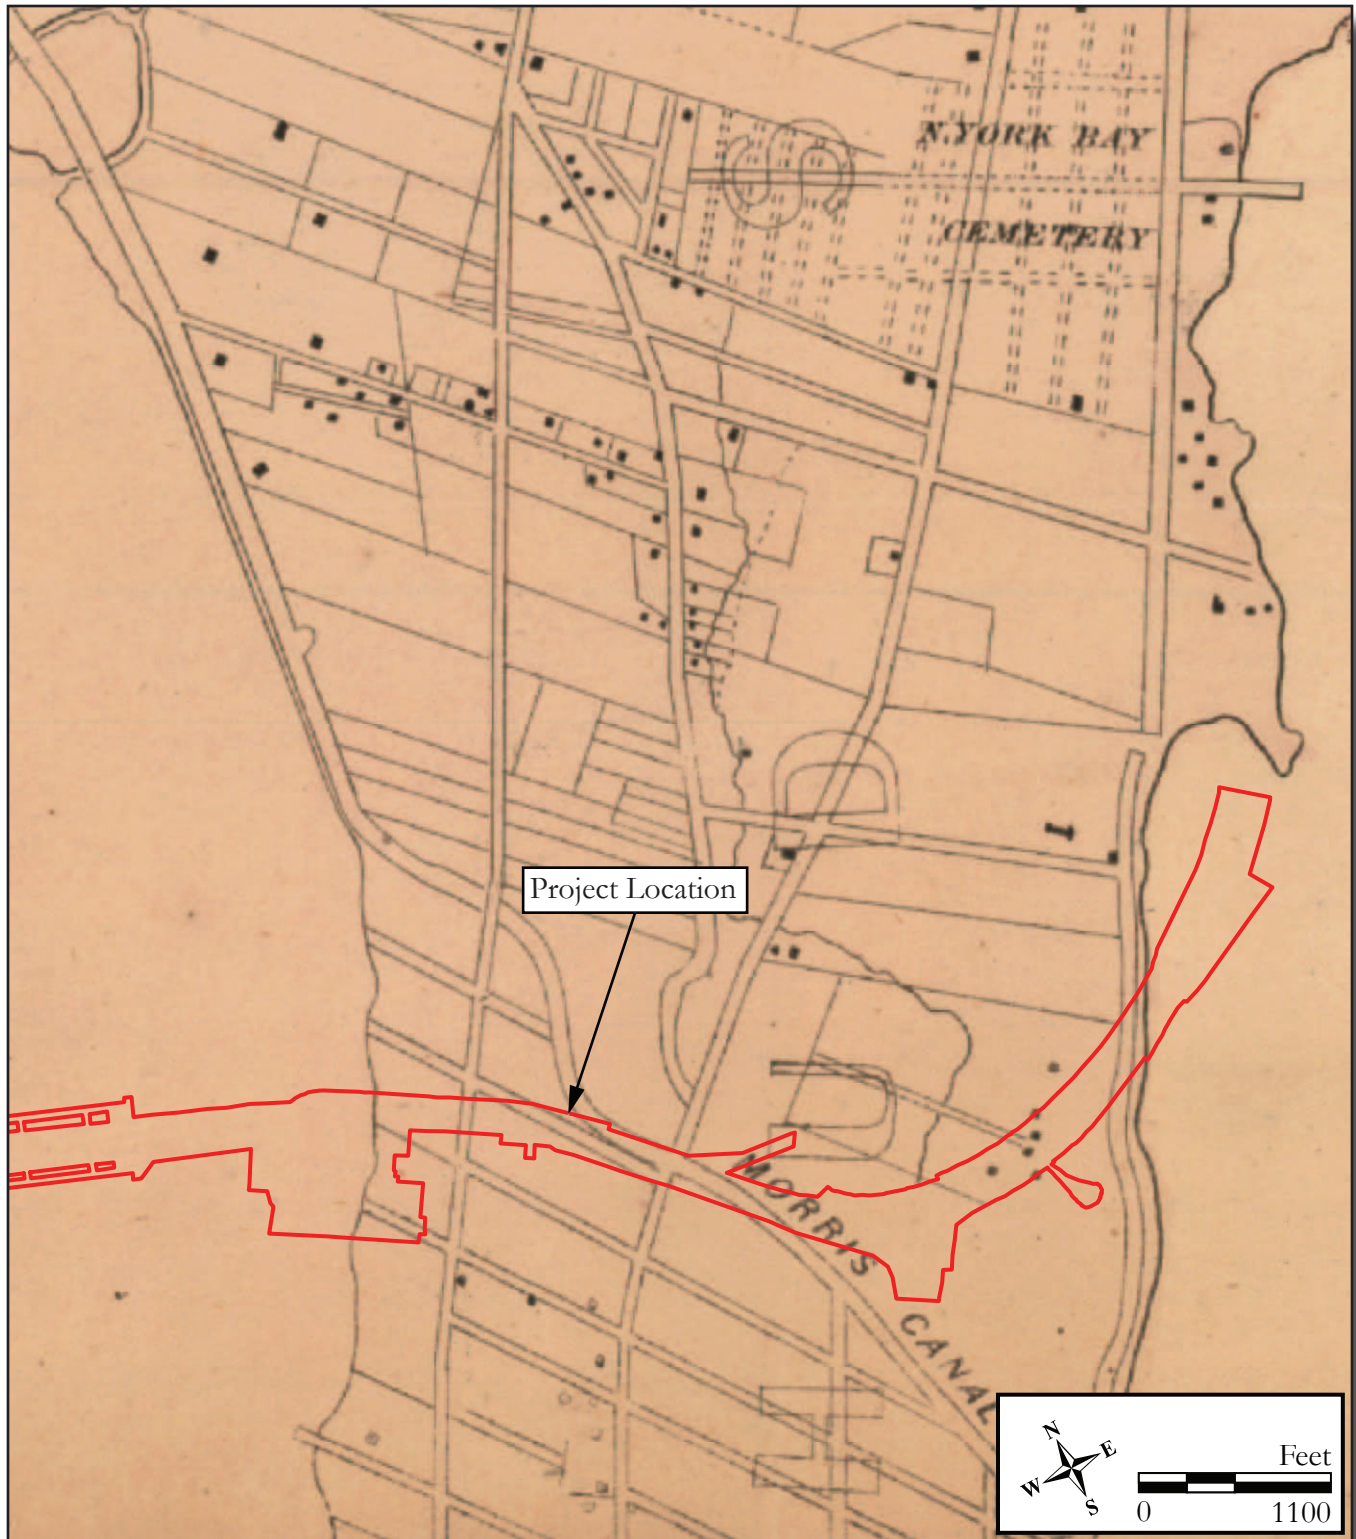 N. YORK BAY
CEMETERY
S
D
Project Location
U
MORRIS
CANAL
H
N
E
W
S
Feet
0 1100